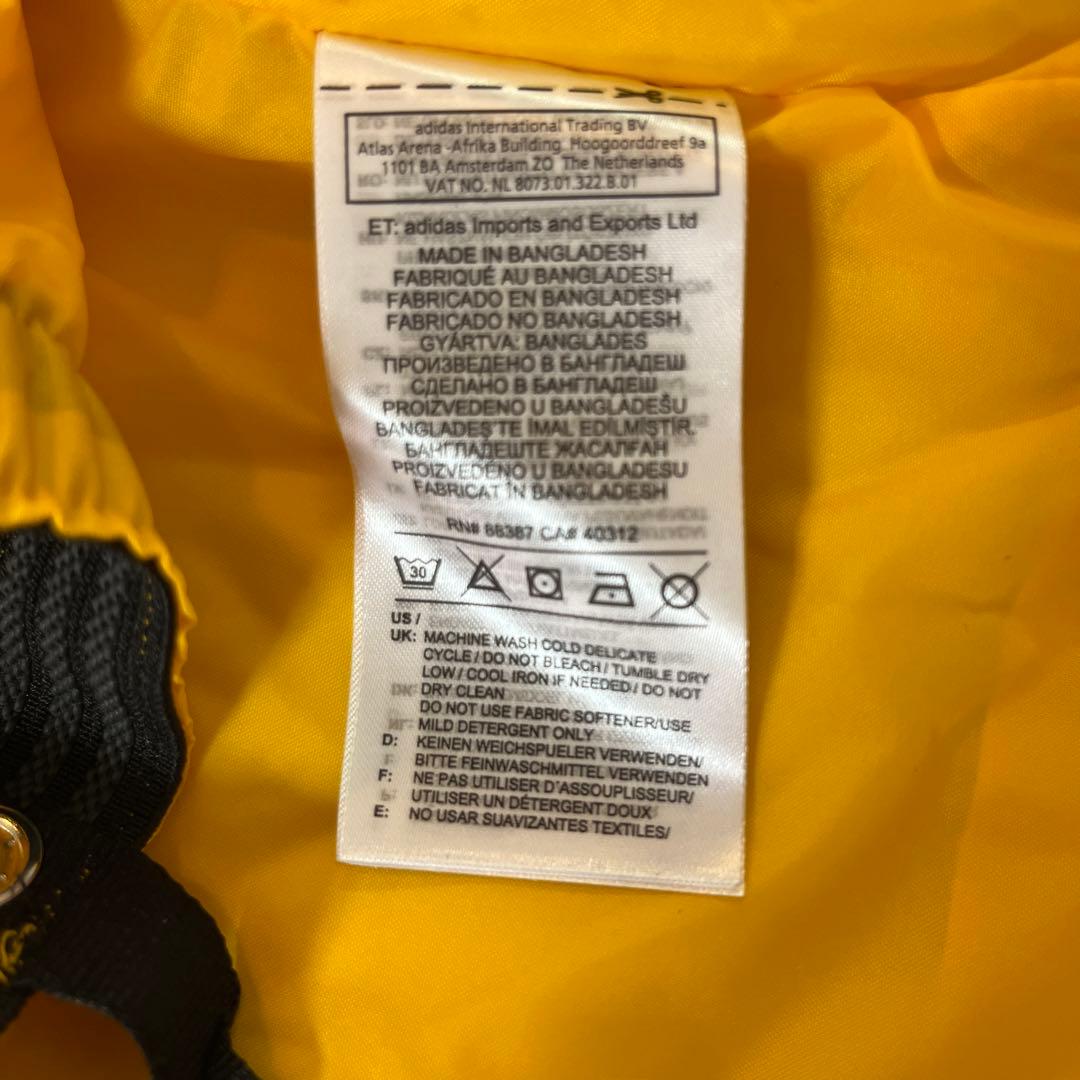 adidas International Trading BV
Atlas Arena -Afrika Building Hoogoorddreef 9a
1101 BA Amsterdam ZO The Netherlands
VAT NO. NL 8073.01.322.B.01
ET: adidas Imports and Exports Ltd
MADE IN BANGLADESH
FABRIQUÉ AU BANGLADESH
FABRICADO EN BANGLADESH
FABRICADO NO BANGLADESH
GYÁRTVA: BANGLADES
ПРОИЗВЕДЕНО В БАНГЛАДЕШ
СДЕЛАНО В БАНГЛАДЕШ
PROIZVEDENO U BANGLADEŠU
BANGLADEŞ'TE İMAL EDİLMİŞTİR.
БАНГЛАДЕШТЕ ЖАСАЛҒАН
PROIZVEDENO U BANGLADESU
FABRICAT ÎN BANGLADESH
RN# 88387 CA# 40312
30
US /
UK: MACHINE WASH COLD DELICATE
CYCLE / DO NOT BLEACH / TUMBLE DRY
LOW / COOL IRON IF NEEDED / DO NOT
DRY CLEAN
DO NOT USE FABRIC SOFTENER/USE
MILD DETERGENT ONLY
D: KEINEN WEICHSPUELER VERWENDEN/
BITTE FEINWASCHMITTEL VERWENDEN
F: NE PAS UTILISER D'ASSOUPLISSEUR/
UTILISER UN DÉTERGENT DOUX
E: NO USAR SUAVIZANTES TEXTILES/